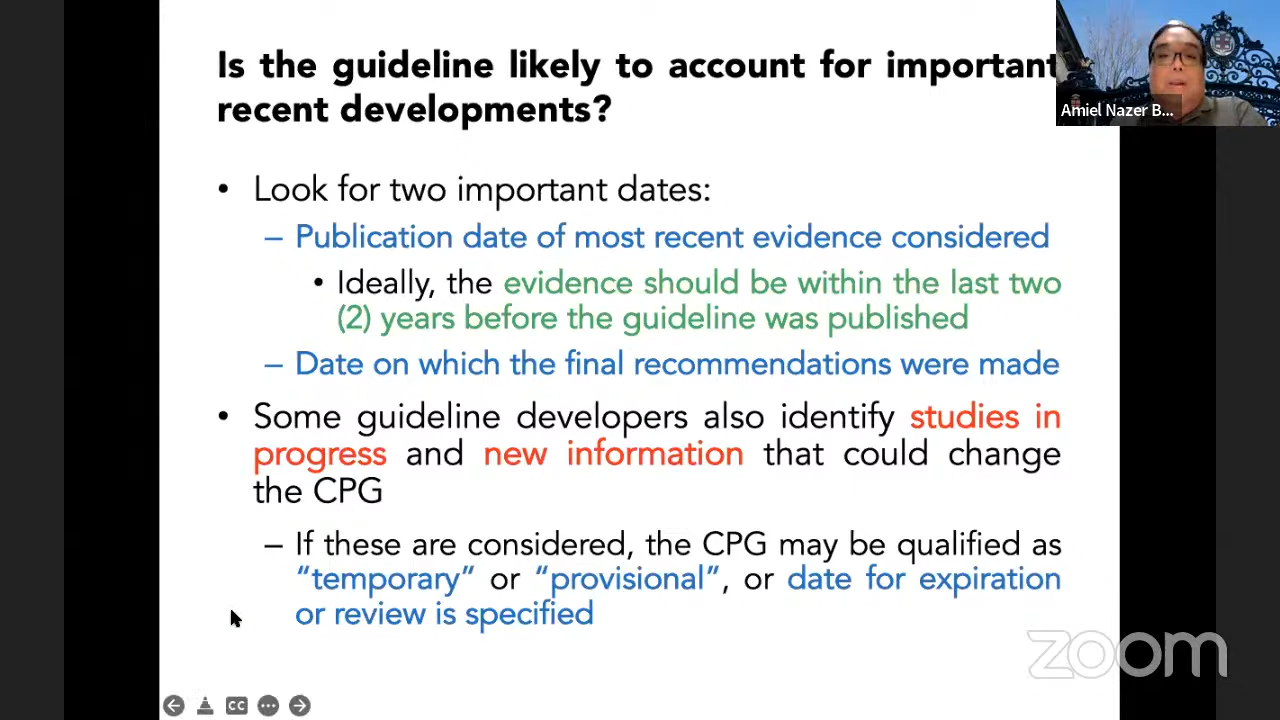 Is the guideline likely to account for important
recent developments?
Amiel Nazer B...
• Look for two important dates:
– Publication date of most recent evidence considered
• Ideally, the evidence should be within the last two
(2) years before the guideline was published
– Date on which the final recommendations were made
• Some guideline developers also identify studies in
progress and new information that could change
the CPG
– If these are considered, the CPG may be qualified as
“temporary” or “provisional”, or date for expiration
or review is specified
zoom
CC